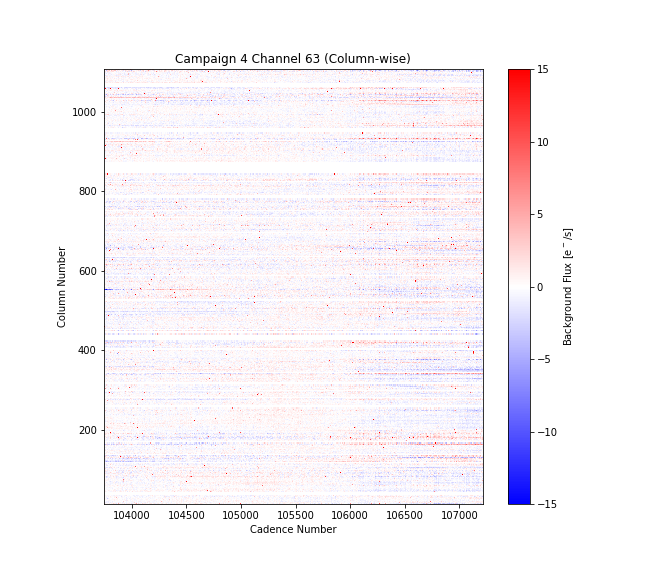 Campaign 4 Channel 63 (Column-wise)
1000
800
600
400
200
Column Number
104000 104500 105000 105500 106000 106500 107000
Cadence Number
15
10
5
0
−5
−10
−15
Background Flux [e⁻/s]